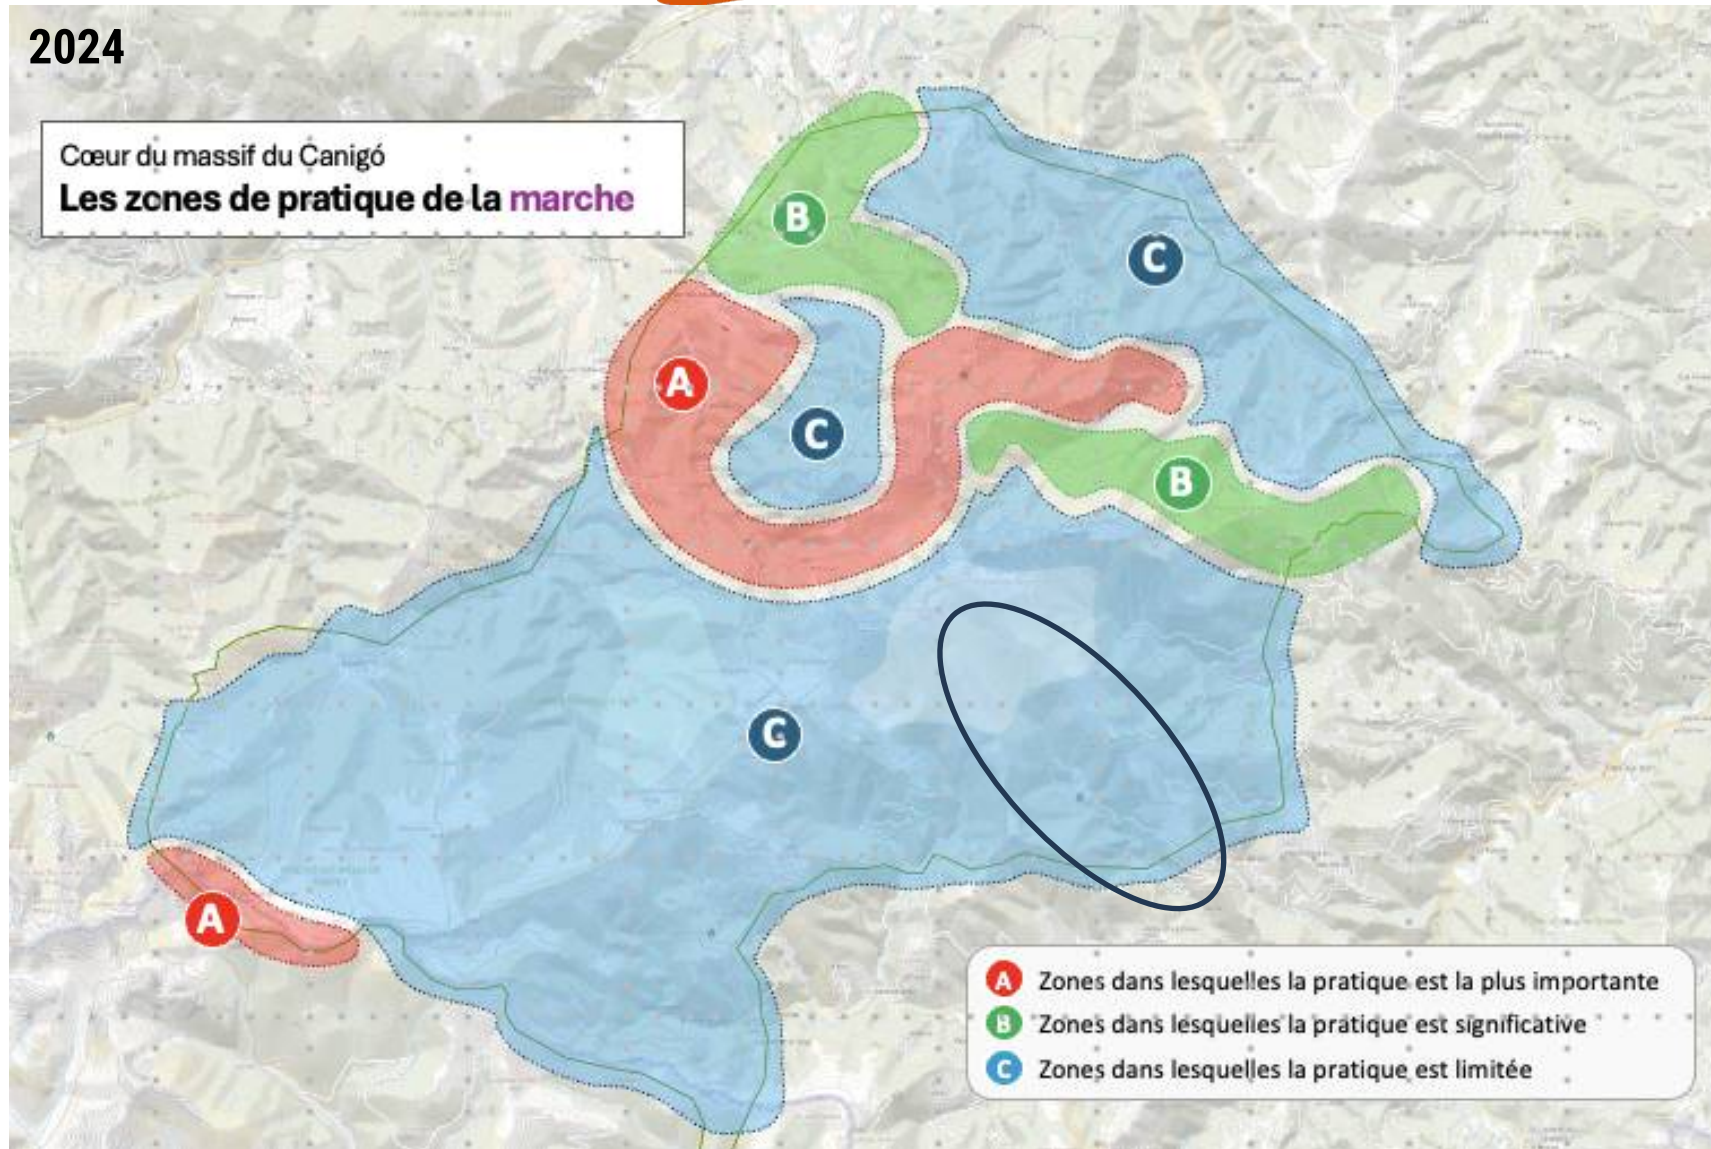 2024
Cœur du massif du Canigó
Les zones de pratique de la marche
B
C
A
C
B
C
A
A Zones dans lesquelles la pratique est la plus importante
B Zones dans lesquelles la pratique est significative
C Zones dans lesquelles la pratique est limitée